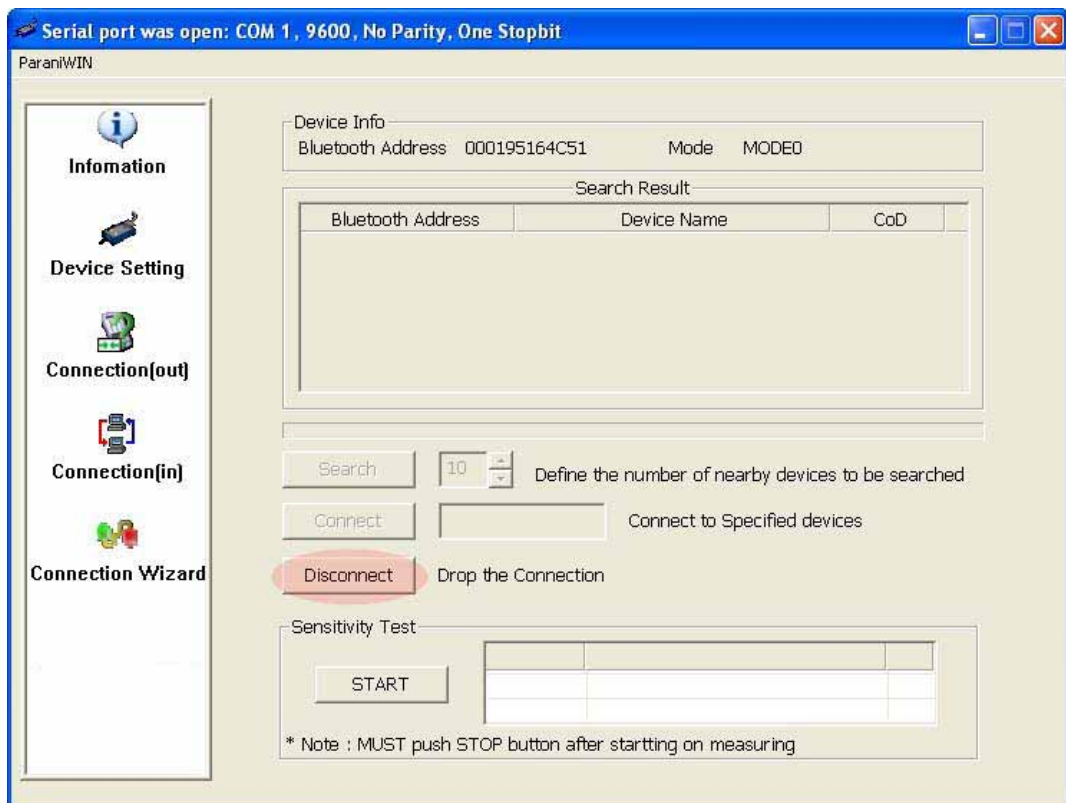 Serial port was open: COM 1, 9600, No Parity, One Stopbit
ParaniWIN
Infomation
Device Setting
Connection(out)
Connection(in)
Connection Wizard
Device Info
Bluetooth Address 000195164C51 Mode MODE0
Search Result
Bluetooth Address Device Name CoD
Search 10 Define the number of nearby devices to be searched
Connect Connect to Specified devices
Disconnect Drop the Connection
Sensitivity Test
START
* Note : MUST push STOP button after startting on measuring